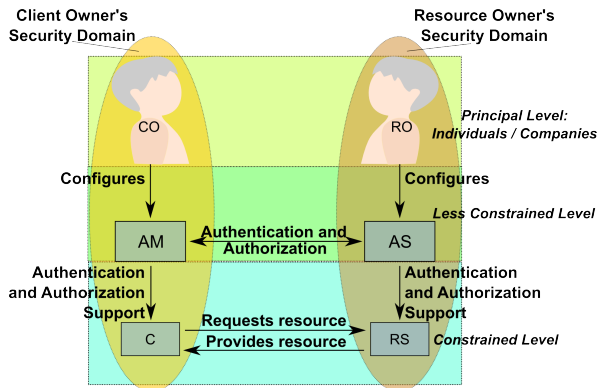 Client Owner's
Security Domain
Resource Owner's
Security Domain
CO
RO
Principal Level:
Individuals / Companies
Configures
Configures
Less Constrained Level
AM
Authentication and
Authorization
AS
Authentication
and Authorization
Support
Authentication
and Authorization
Support
C
Requests resource
Provides resource
RS
Constrained Level